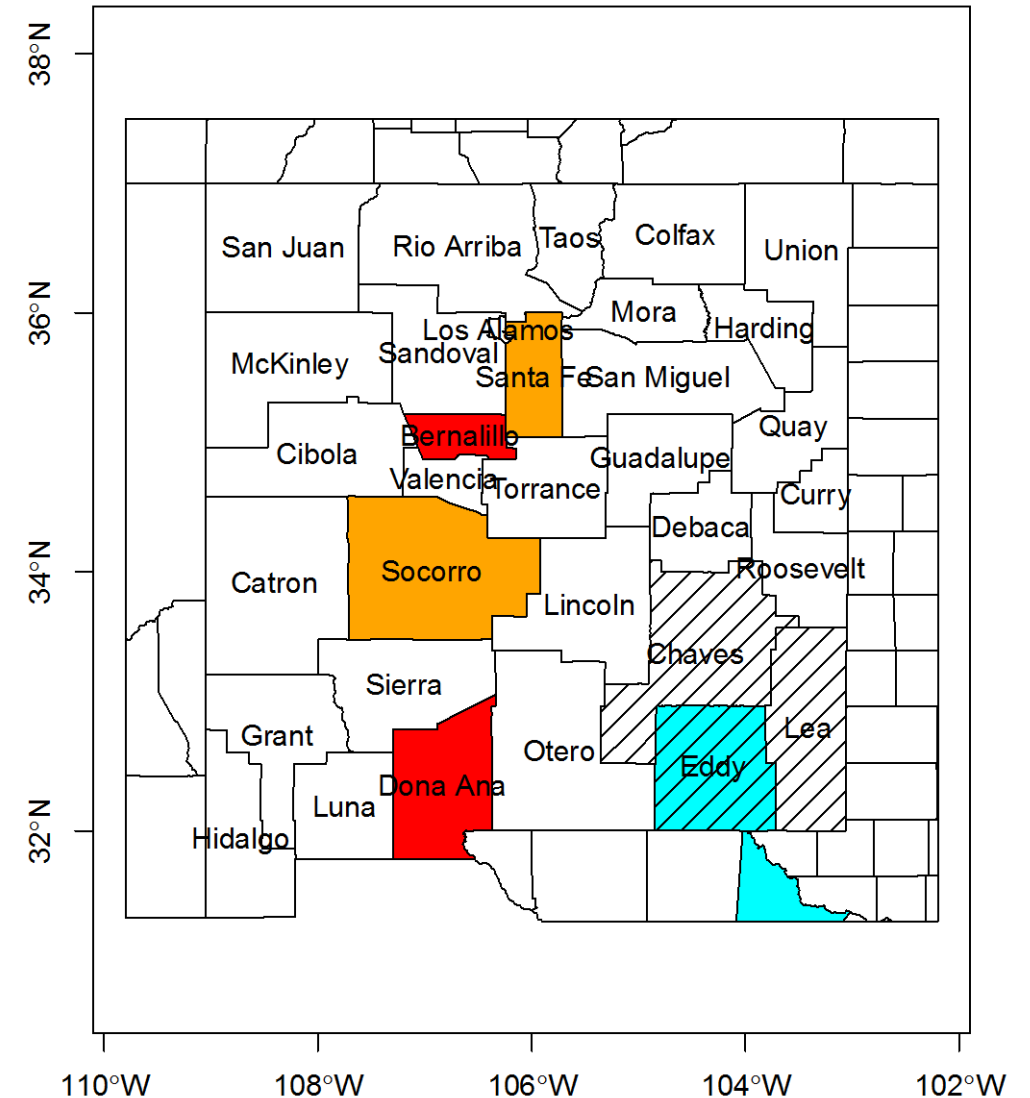 38°N
36°N
34°N
32°N
San Juan
Rio Arriba
Taos
Colfax
Union
Los Alamos
Mora
Harding
McKinley
Sandoval
Santa Fe
San Miguel
Bernalillo
Quay
Cibola
Guadalupe
Valencia
Torrance
Curry
Debaca
Catron
Socorro
Roosevelt
Lincoln
Chaves
Sierra
Grant
Lea
Otero
Eddy
Dona Ana
Luna
Hidalgo
110°W 108°W 106°W 104°W 102°W